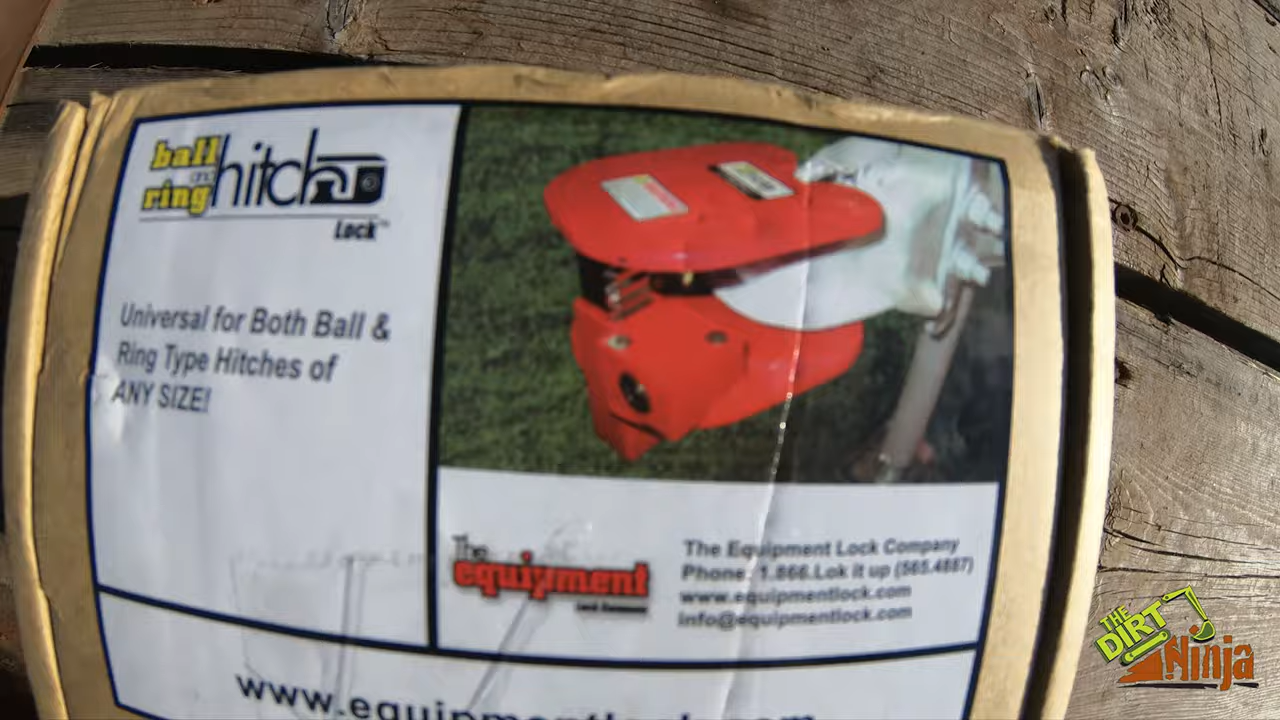 ball
and
ring
hitch
Lock™
Universal for Both Ball &
Ring Type Hitches of
ANY SIZE!
The
equipment
Lock Company
The Equipment Lock Company
Phone: 1.866.Lok it up (565.4887)
www.equipmentlock.com
info@equipmentlock.com
www.equipmentlock.com
THE
DIRT
Ninja